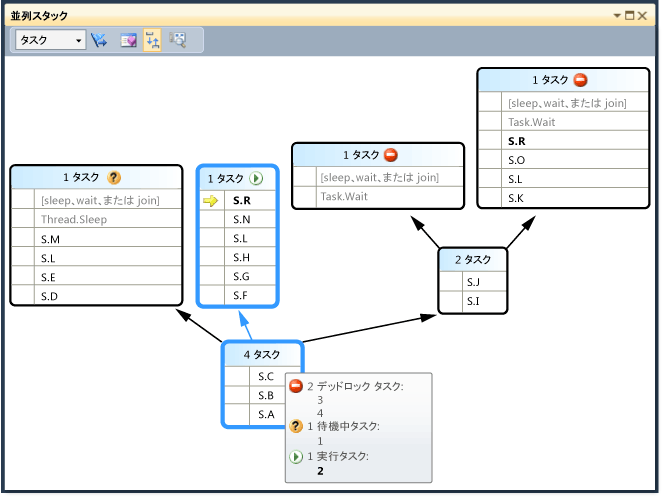 並列スタック
タスク
1 タスク
[sleep、wait、または join]
Task.Wait
S.R
S.O
S.L
S.K
1 タスク
[sleep、wait、または join]
Task.Wait
1 タスク
[sleep、wait、または join]
Thread.Sleep
S.M
S.L
S.E
S.D
1 タスク
S.R
S.N
S.L
S.H
S.G
S.F
2 タスク
S.J
S.I
4 タスク
S.C
S.B
S.A
2 デッドロック タスク:
3
4
1 待機中タスク:
1
1 実行タスク:
2